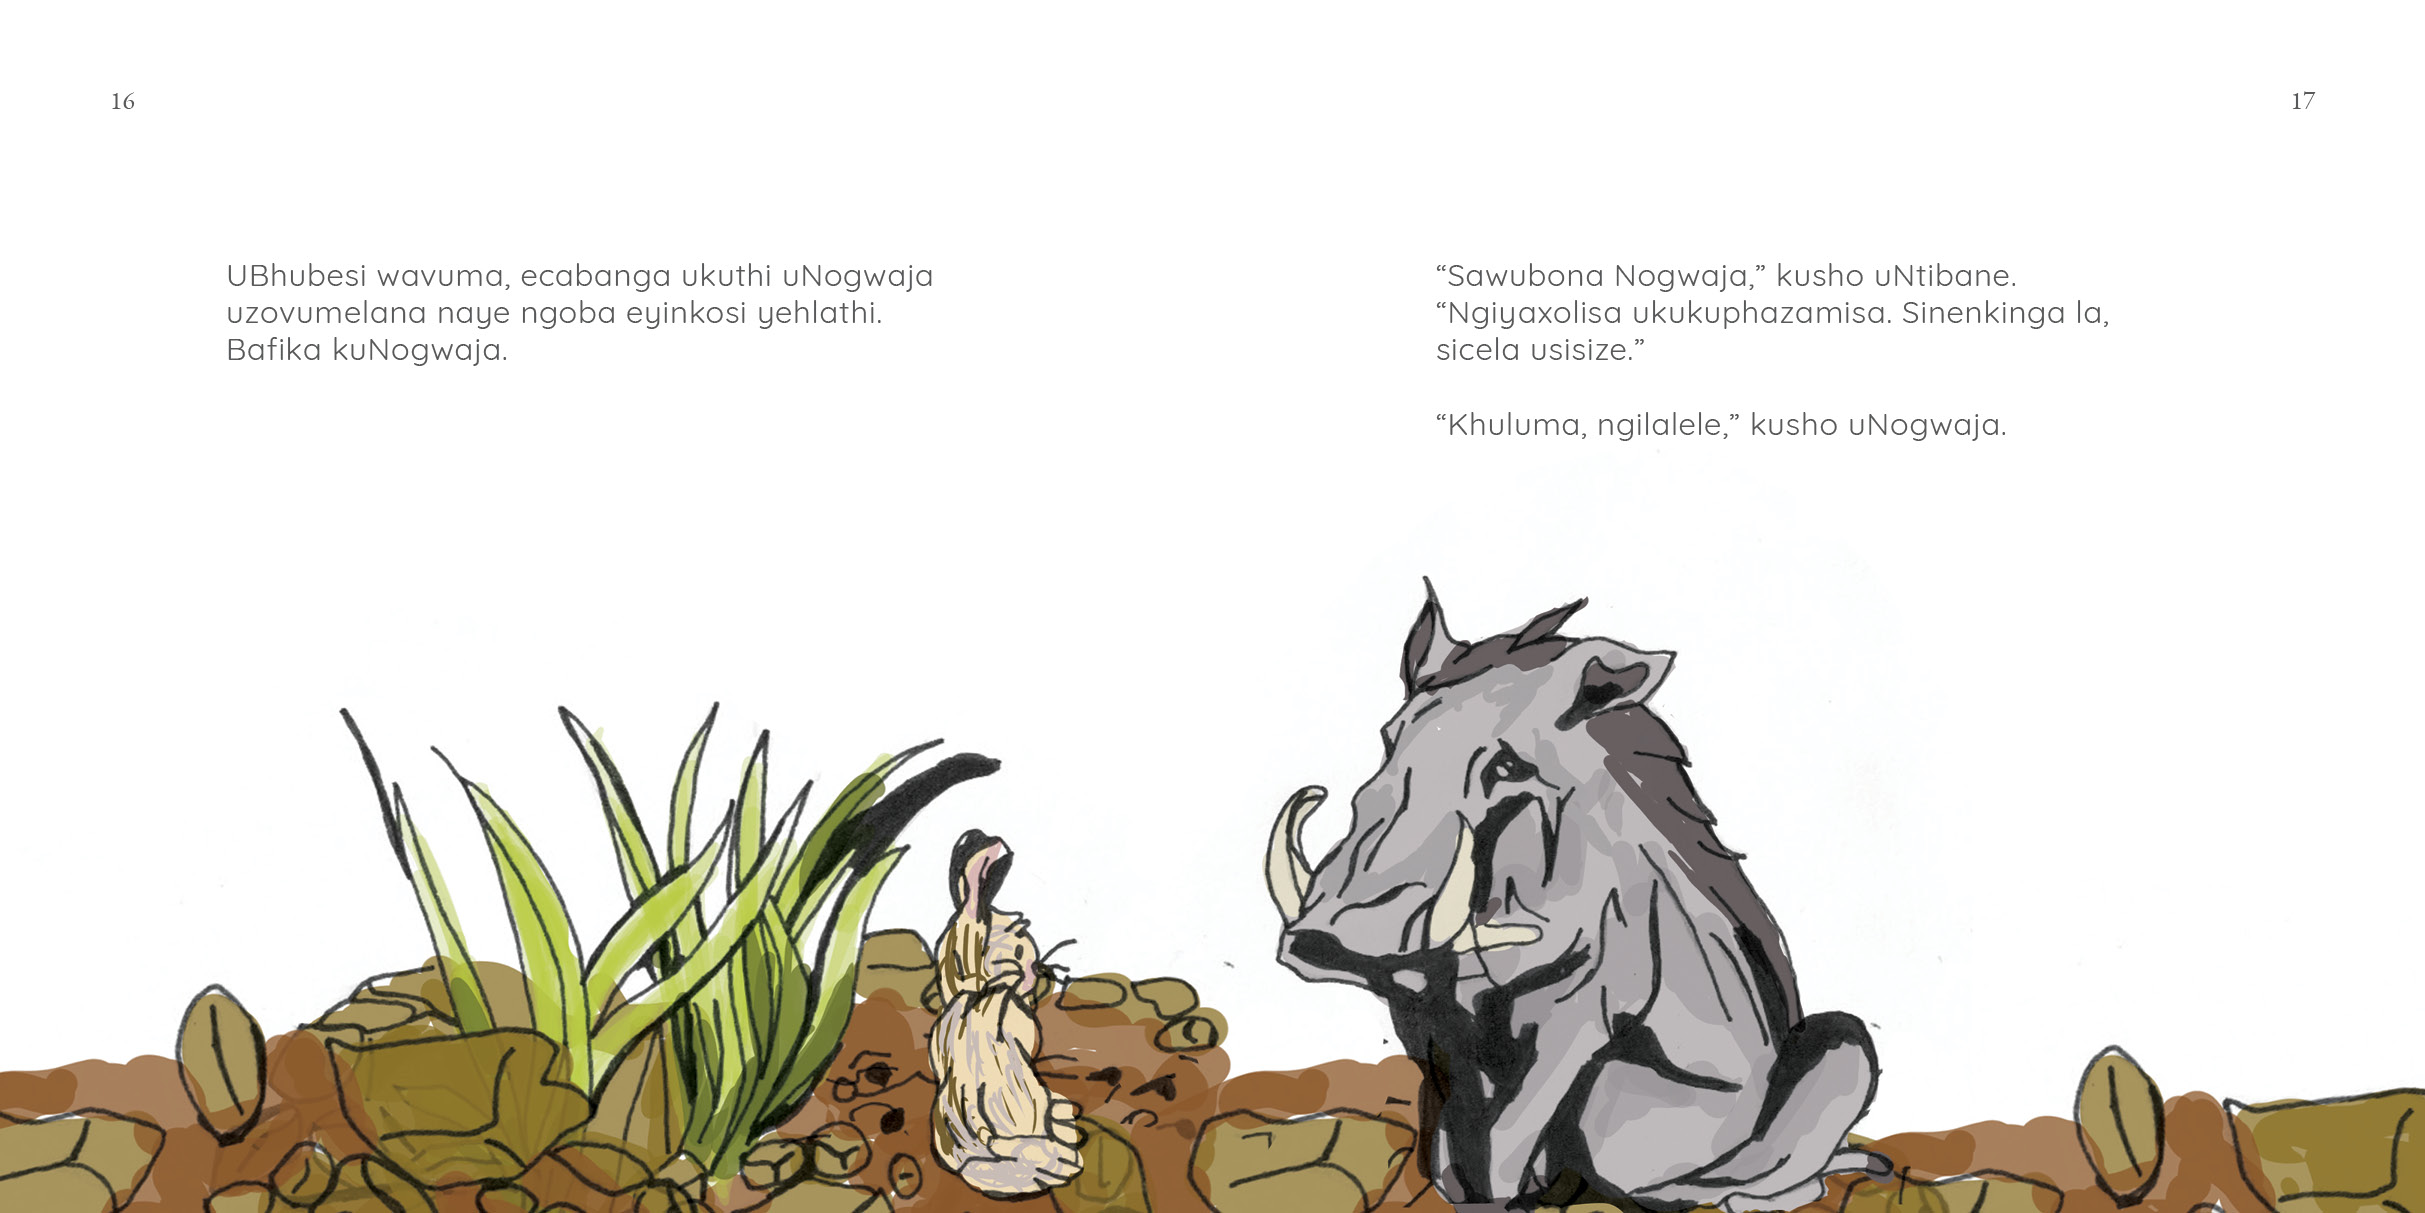 16
UBhubesi wavuma, ecabanga ukuthi uNogwaja
uzovumelana naye ngoba eyinkosi yehlathi.
Bafika kuNogwaja.
17
“Sawubona Nogwaja,” kusho uNtibane.
“Ngiyaxolisa ukukuphazamisa. Sinenkinga la,
sicela usisize.”
“Khuluma, ngilalele,” kusho uNogwaja.